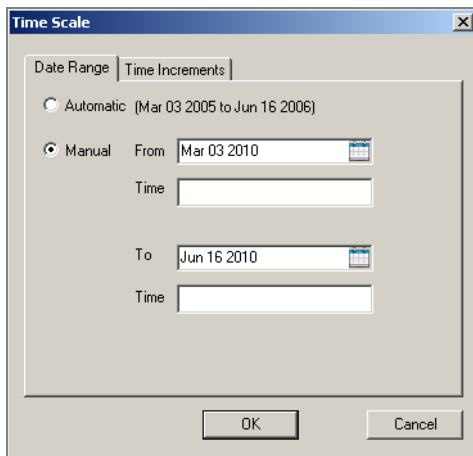 Time Scale
Date Range Time Increments
Automatic (Mar 03 2005 to Jun 16 2006)
Manual From Mar 03 2010
Time
To Jun 16 2010
Time
OK Cancel